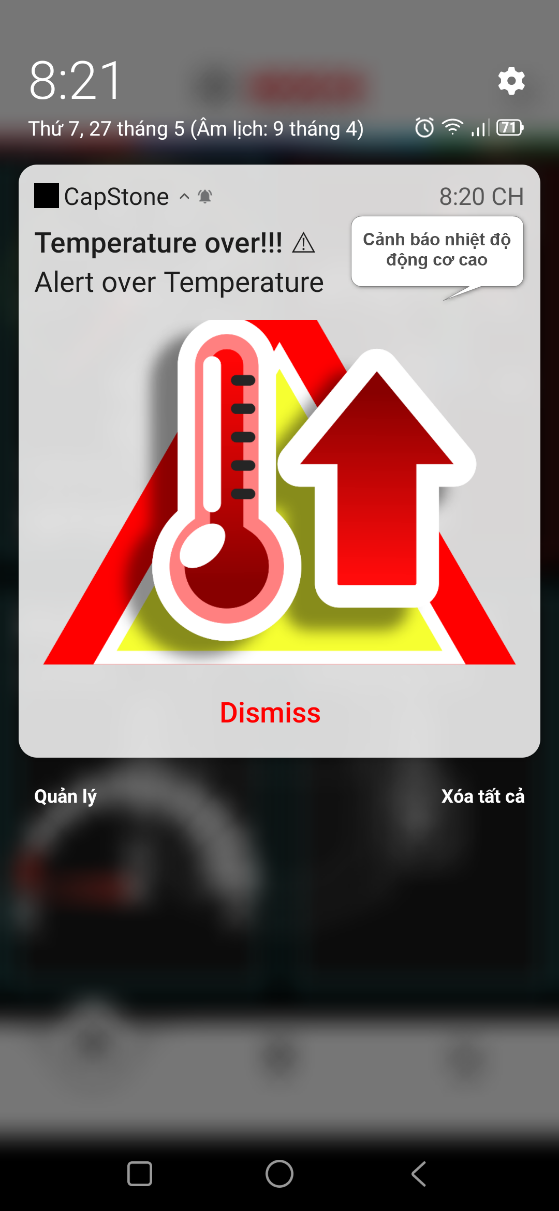 8:21
Thứ 7, 27 tháng 5 (Âm lịch: 9 tháng 4)
71
CapStone
8:20 CH
Temperature over!!! ⚠
Cảnh báo nhiệt độ
động cơ cao
Alert over Temperature
Dismiss
Quản lý
Xóa tất cả